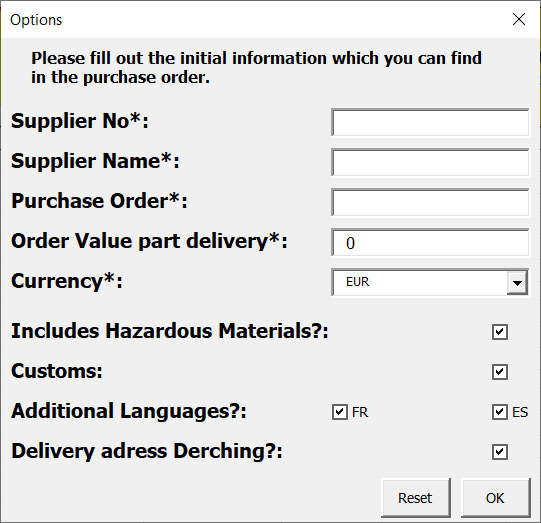 Options
Please fill out the initial information which you can find
in the purchase order.
Supplier No*:
Supplier Name*:
Purchase Order*:
Order Value part delivery*: 0
Currency*: EUR
Includes Hazardous Materials?:
Customs:
Additional Languages?: FR ES
Delivery adress Derching?:
Reset OK